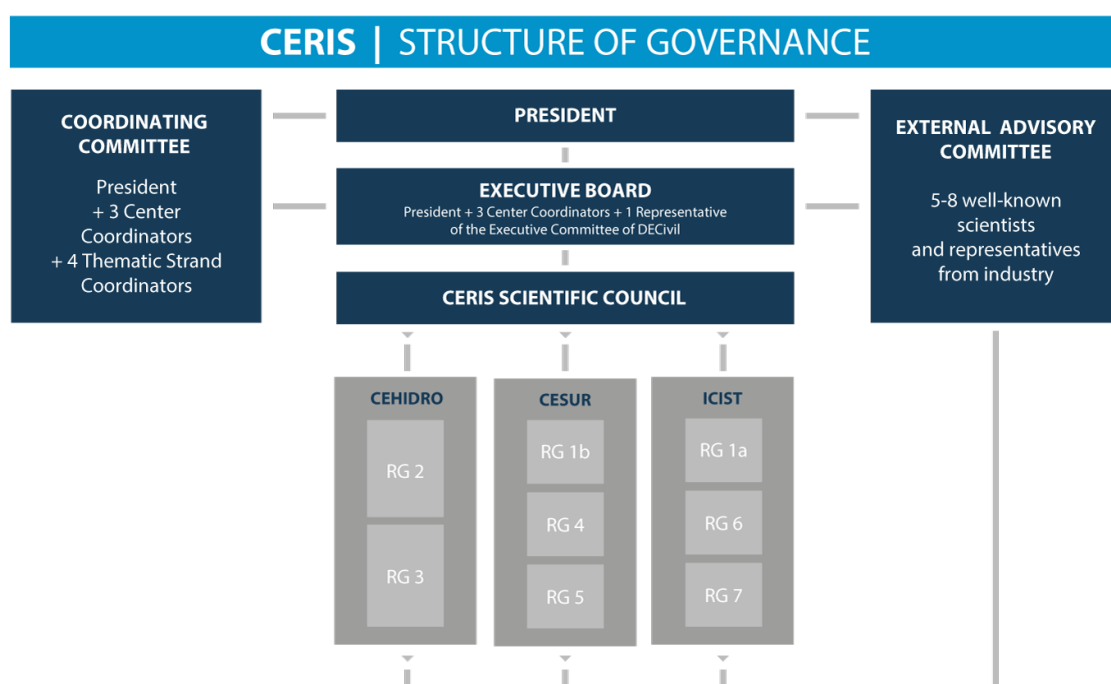 CERIS | STRUCTURE OF GOVERNANCE
COORDINATING
COMMITTEE
President
+ 3 Center
Coordinators
+ 4 Thematic Strand
Coordinators
PRESIDENT
EXECUTIVE BOARD
President + 3 Center Coordinators + 1 Representative
of the Executive Committee of DECivil
CERIS SCIENTIFIC COUNCIL
EXTERNAL ADVISORY
COMMITTEE
5-8 well-known
scientists
and representatives
from industry
CEHIDRO
RG 2
RG 3
CESUR
RG 1b
RG 4
RG 5
ICIST
RG 1a
RG 6
RG 7